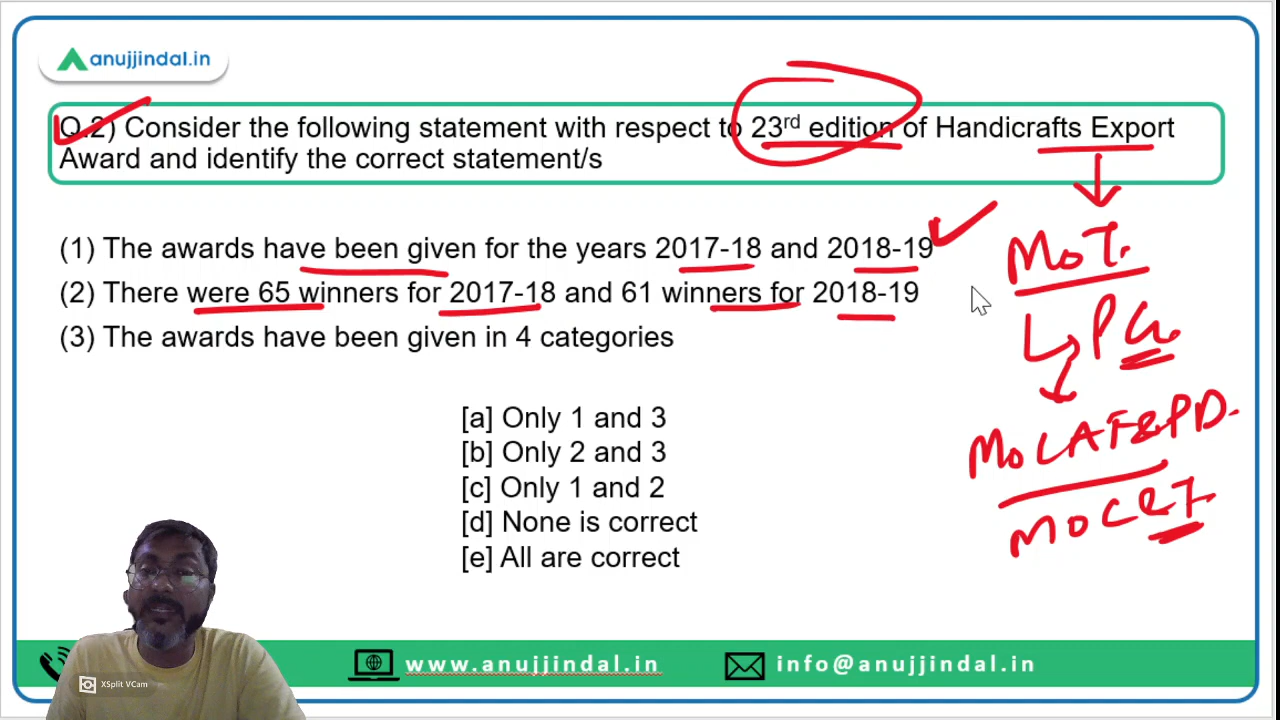 anujjindal.in
Q.2) Consider the following statement with respect to 23rd edition of Handicrafts Export
Award and identify the correct statement/s
(1) The awards have been given for the years 2017-18 and 2018-19
(2) There were 65 winners for 2017-18 and 61 winners for 2018-19
(3) The awards have been given in 4 categories
MoT.
PG
MoCAF&PD.
MoC&I
[a] Only 1 and 3
[b] Only 2 and 3
[c] Only 1 and 2
[d] None is correct
[e] All are correct
XSplit VCam
www.anujjindal.in
info@anujjindal.in